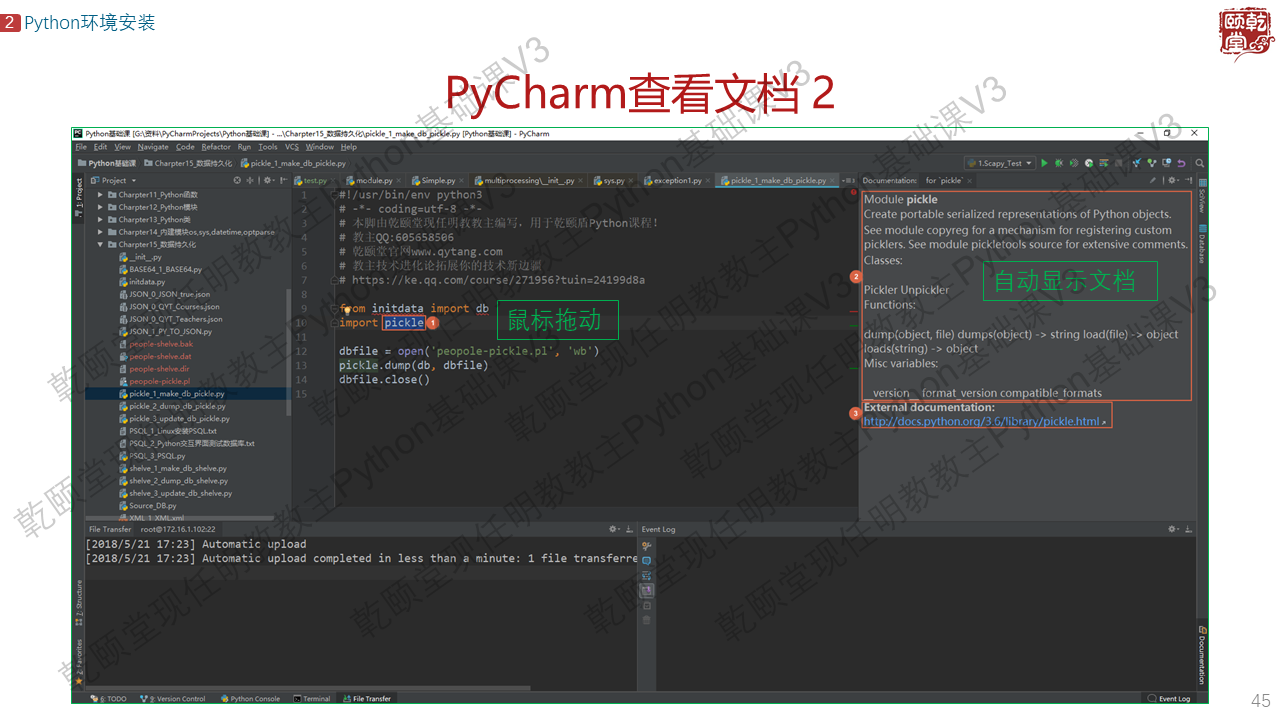 2 Python环境安装
乾颐堂
PyCharm查看文档 2
Python基础课 [G:\资料\PyCharmProjects\Python基础课] - ...\Charpter15_数据持久化\pickle_1_make_db_pickle.py [Python基础课] - PyCharm
File Edit View Navigate Code Refactor Run Tools VCS Window Help
Python基础课 Charpter15_数据持久化 pickle_1_make_db_pickle.py
1.Scapy_Test
Project
test.py module.py Simple.py multiprocessing\__init__.py sys.py exception1.py pickle_1_make_db_pickle.py
Documentation: for `pickle`
1: Project
Charpter11_Python函数
Charpter12_Python模块
Charpter13_Python类
Charpter14_内建模块os,sys,datetime,optparse
Charpter15_数据持久化
__init__.py
BASE64_1_BASE64.py
initdata.py
JSON_0_JSON_true.json
JSON_0_QYT_Courses.json
JSON_0_QYT_Teachers.json
JSON_1_PY_TO_JSON.py
people-shelve.bak
people-shelve.dat
people-shelve.dir
peopole-pickle.pl
pickle_1_make_db_pickle.py
pickle_2_dump_db_pickle.py
pickle_3_update_db_pickle.py
PSQL_1_Linux安装PSQL.txt
PSQL_2_Python交互界面测试数据库.txt
PSQL_3_PSQL.py
shelve_1_make_db_shelve.py
shelve_2_dump_db_shelve.py
shelve_3_update_db_shelve.py
Source_DB.py
XML_1_XML.xml
1 #!/usr/bin/env python3
2 # -*- coding=utf-8 -*-
3 # 本脚由乾颐堂现任明教教主编写，用于乾颐盾Python课程！
4 # 教主QQ:605658506
5 # 乾颐堂官网www.qytang.com
6 # 教主技术进化论拓展你的技术新边疆
7 # https://ke.qq.com/course/271956?tuin=24199d8a
8
9 from initdata import db
10 import pickle 1
鼠标拖动
11
12 dbfile = open('peopole-pickle.pl', 'wb')
13 pickle.dump(db, dbfile)
14 dbfile.close()
15
Module pickle
Create portable serialized representations of Python objects.
See module copyreg for a mechanism for registering custom
picklers. See module pickletools source for extensive comments.
Classes:
2
自动显示文档
Pickler Unpickler
Functions:
dump(object, file) dumps(object) -> string load(file) -> object
loads(string) -> object
Misc variables:
__version__ format_version compatible_formats
3
External documentation:
http://docs.python.org/3.6/library/pickle.html
SciView
Database
File Transfer root@172.16.1.102:22
[2018/5/21 17:23] Automatic upload
[2018/5/21 17:23] Automatic upload completed in less than a minute: 1 file transferre
Event Log
Z: Structure
2: Favorites
Documentation
6: TODO 9: Version Control Python Console Terminal File Transfer Event Log
乾颐堂现任明教教主Python基础课V3
45